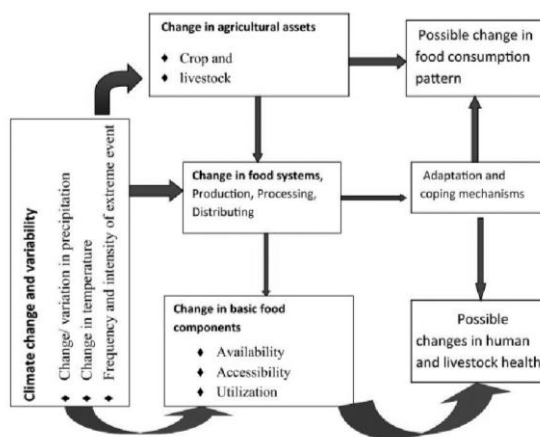 Change in agricultural assets
♦ Crop and
♦ livestock
Possible change in
food consumption
pattern
Climate change and variability
♦ Change/ variation in precipitation
♦ Change in temperature
♦ Frequency and intensity of extreme event
Change in food systems,
Production, Processing,
Distributing
Adaptation and
coping mechanisms
Change in basic food
components
♦ Availability
♦ Accessibility
♦ Utilization
Possible
changes in human
and livestock health